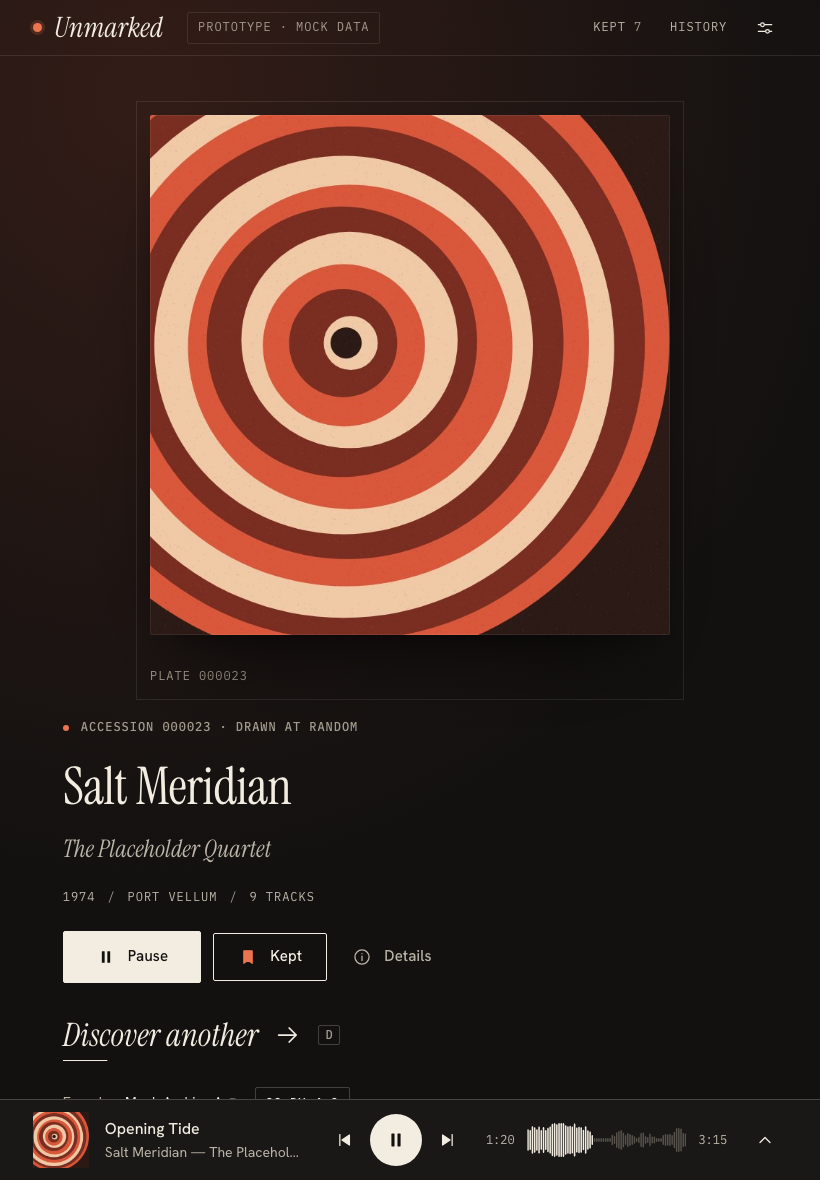 Unmarked
PROTOTYPE · MOCK DATA
KEPT 7
HISTORY
PLATE 000023
ACCESSION 000023 · DRAWN AT RANDOM
Salt Meridian
The Placeholder Quartet
1974 / PORT VELLUM / 9 TRACKS
Pause
Kept
Details
Discover another
D
Opening Tide
Salt Meridian — The Placehol…
1:20
3:15